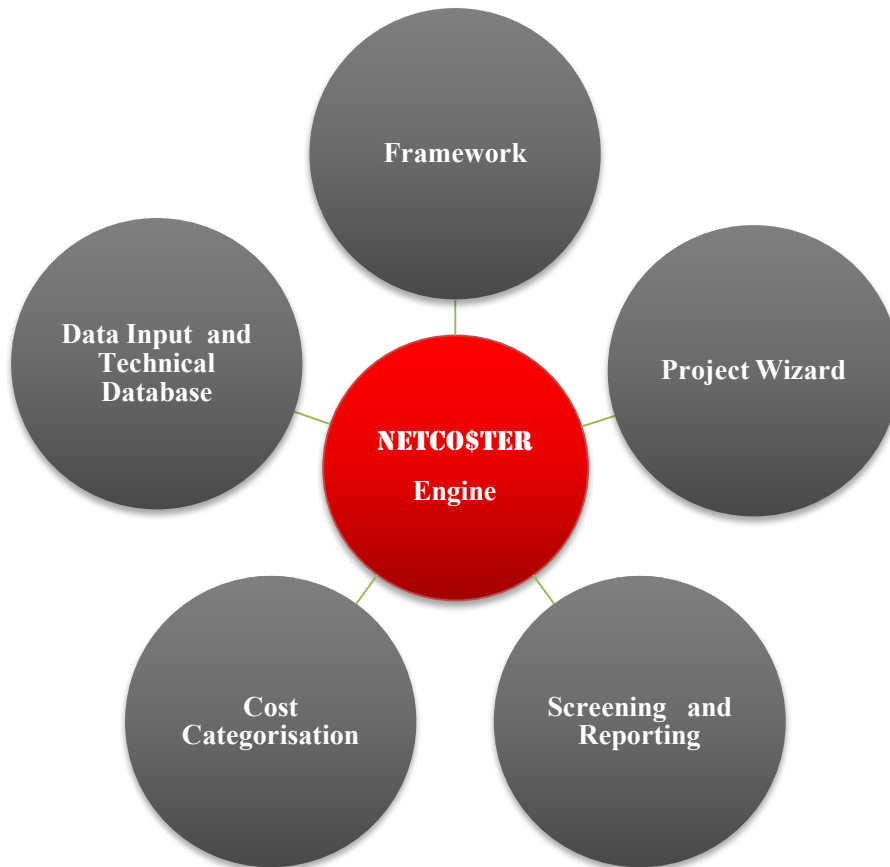 Framework
Data Input and
Technical
Database
Project Wizard
NETCO$TER
Engine
Cost
Categorisation
Screening and
Reporting